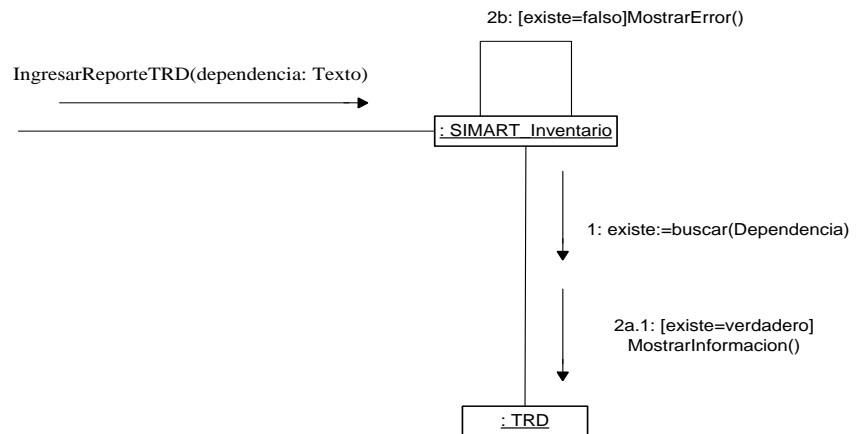 2b: [existe=falso]MostrarError()
IngresarReporteTRD(dependencia: Texto)
: SIMART_Inventario
1: existe:=buscar(Dependencia)
2a.1: [existe=verdadero]
MostrarInformacion()
: TRD